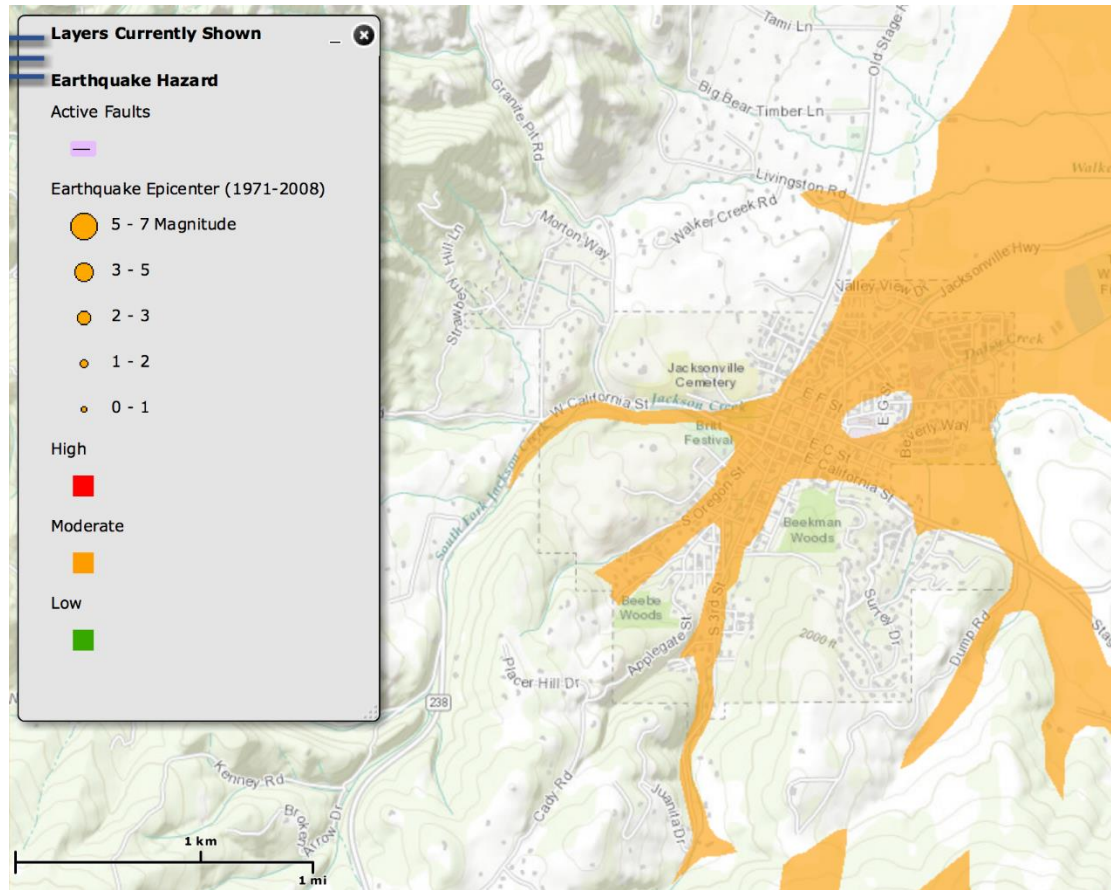 Layers Currently Shown
Earthquake Hazard
Active Faults
Earthquake Epicenter (1971-2008)
5 - 7 Magnitude
3 - 5
2 - 3
1 - 2
0 - 1
High
Moderate
Low
Tami Ln
Old Stage R
Granite Pit Rd
Big Bear Timber Ln
Livingston Rd
Walke
Walker Creek Rd
Morton Way
Strawberry Hill Ln
Jacksonville Hwy
Valley View Dr
Daisy Creek
Jacksonville
Cemetery
W California St
Jackson Creek
Britt
Festival
E F St
E G St
Beverly Way
E C St
E California St
S Oregon St
South Fork Jackson Creek
Beekman
Woods
Beebe
Woods
S 3rd St
Applegate St
Surrey Dr
2000 ft
Dump Rd
Sta
Placer Hill Dr
238
Kenney Rd
Cady Rd
Juanita Dr
Broken
Arrow Dr
1 km
1 mi